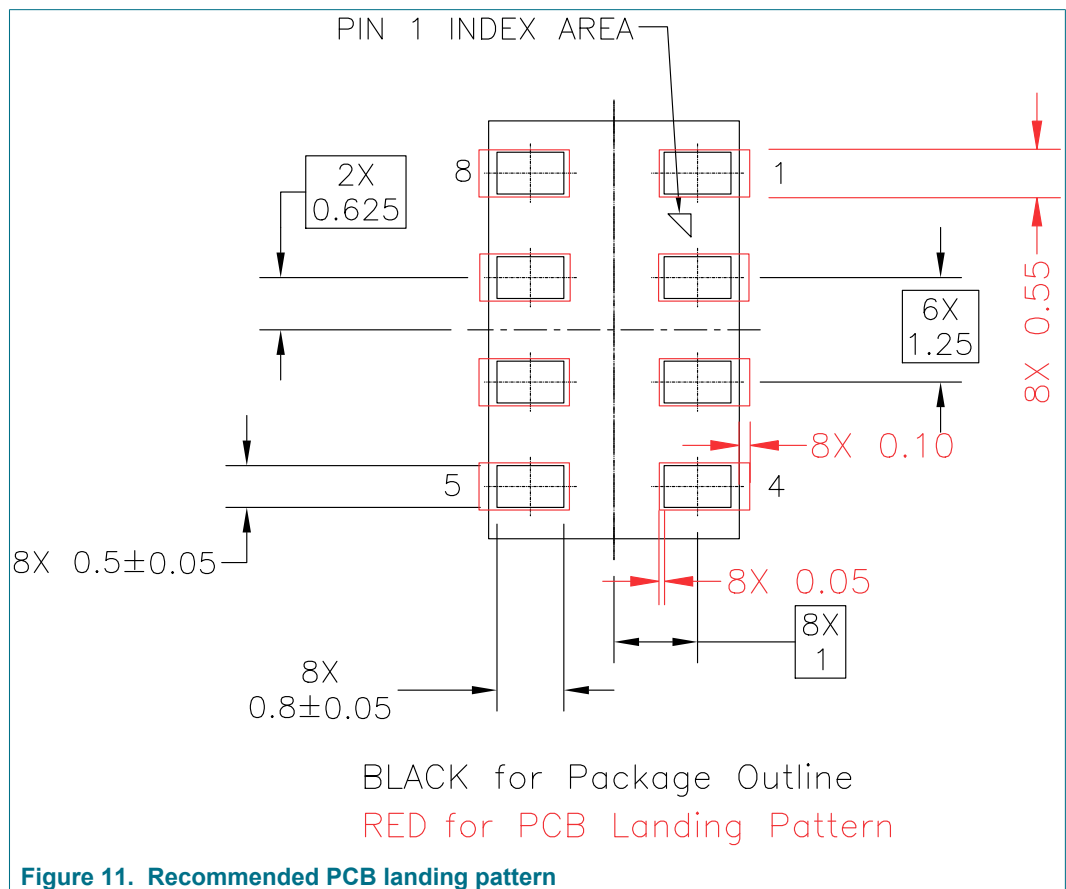 PIN 1 INDEX AREA
8
1
2X
0.625
8X 0.55
6X
1.25
8X 0.10
5
4
8X 0.5±0.05
8X 0.05
8X
1
8X
0.8±0.05
BLACK for Package Outline
RED for PCB Landing Pattern
Figure 11. Recommended PCB landing pattern